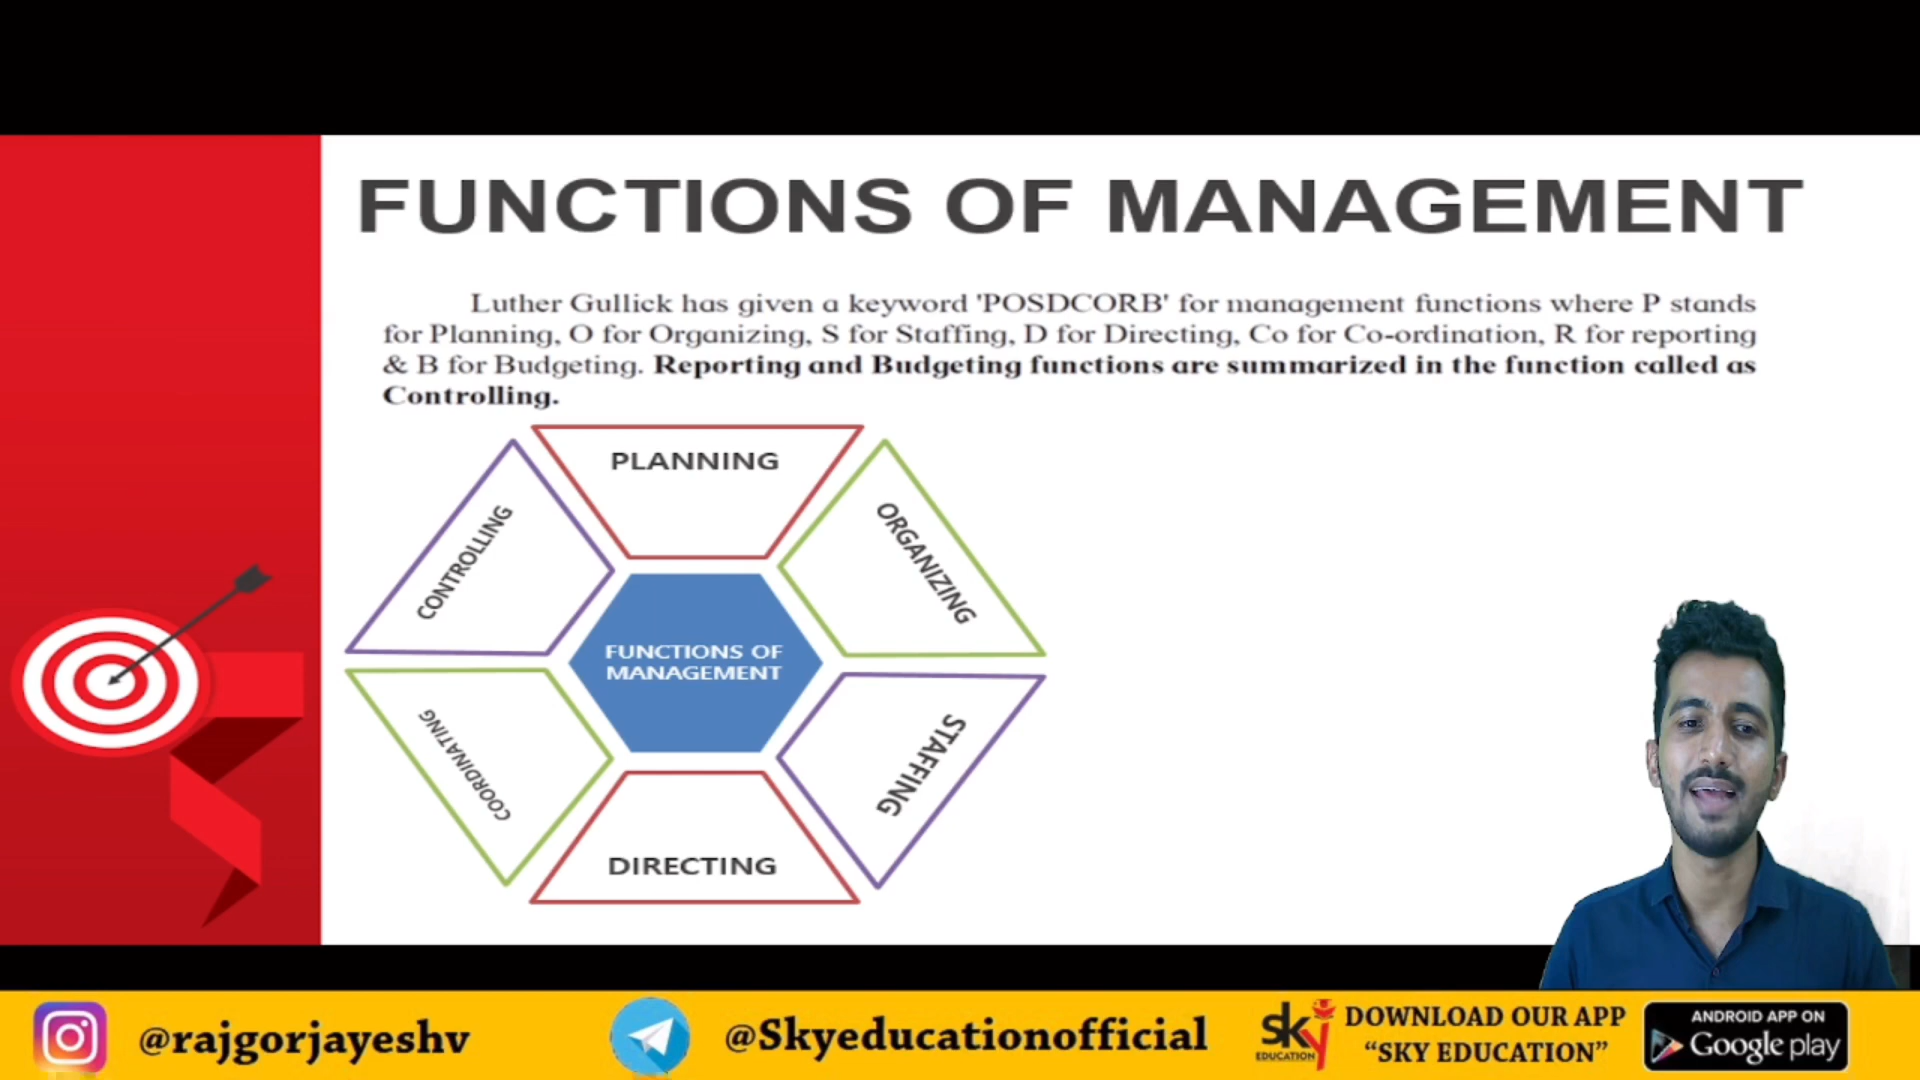 FUNCTIONS OF MANAGEMENT
Luther Gullick has given a keyword 'POSDCORB' for management functions where P stands
for Planning, O for Organizing, S for Staffing, D for Directing, Co for Co-ordination, R for reporting
& B for Budgeting. Reporting and Budgeting functions are summarized in the function called as
Controlling.
PLANNING
ORGANIZING
STAFFING
DIRECTING
COORDINATING
CONTROLLING
FUNCTIONS OF
MANAGEMENT
@rajgorjayeshv
@Skyeducationofficial
sky
EDUCATION
DOWNLOAD OUR APP
“SKY EDUCATION”
ANDROID APP ON
Google play